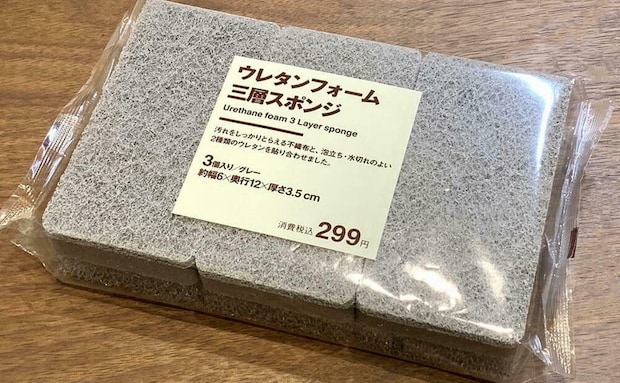 ウレタンフォーム
三層スポンジ
Urethane foam 3 Layer sponge
汚れをしっかりとらえる不織布と、泡立ち・水切れのよい
2種類のウレタンを貼り合わせました。
3個入り／グレー
約幅6×奥行12×厚さ3.5cm
消費税込299円